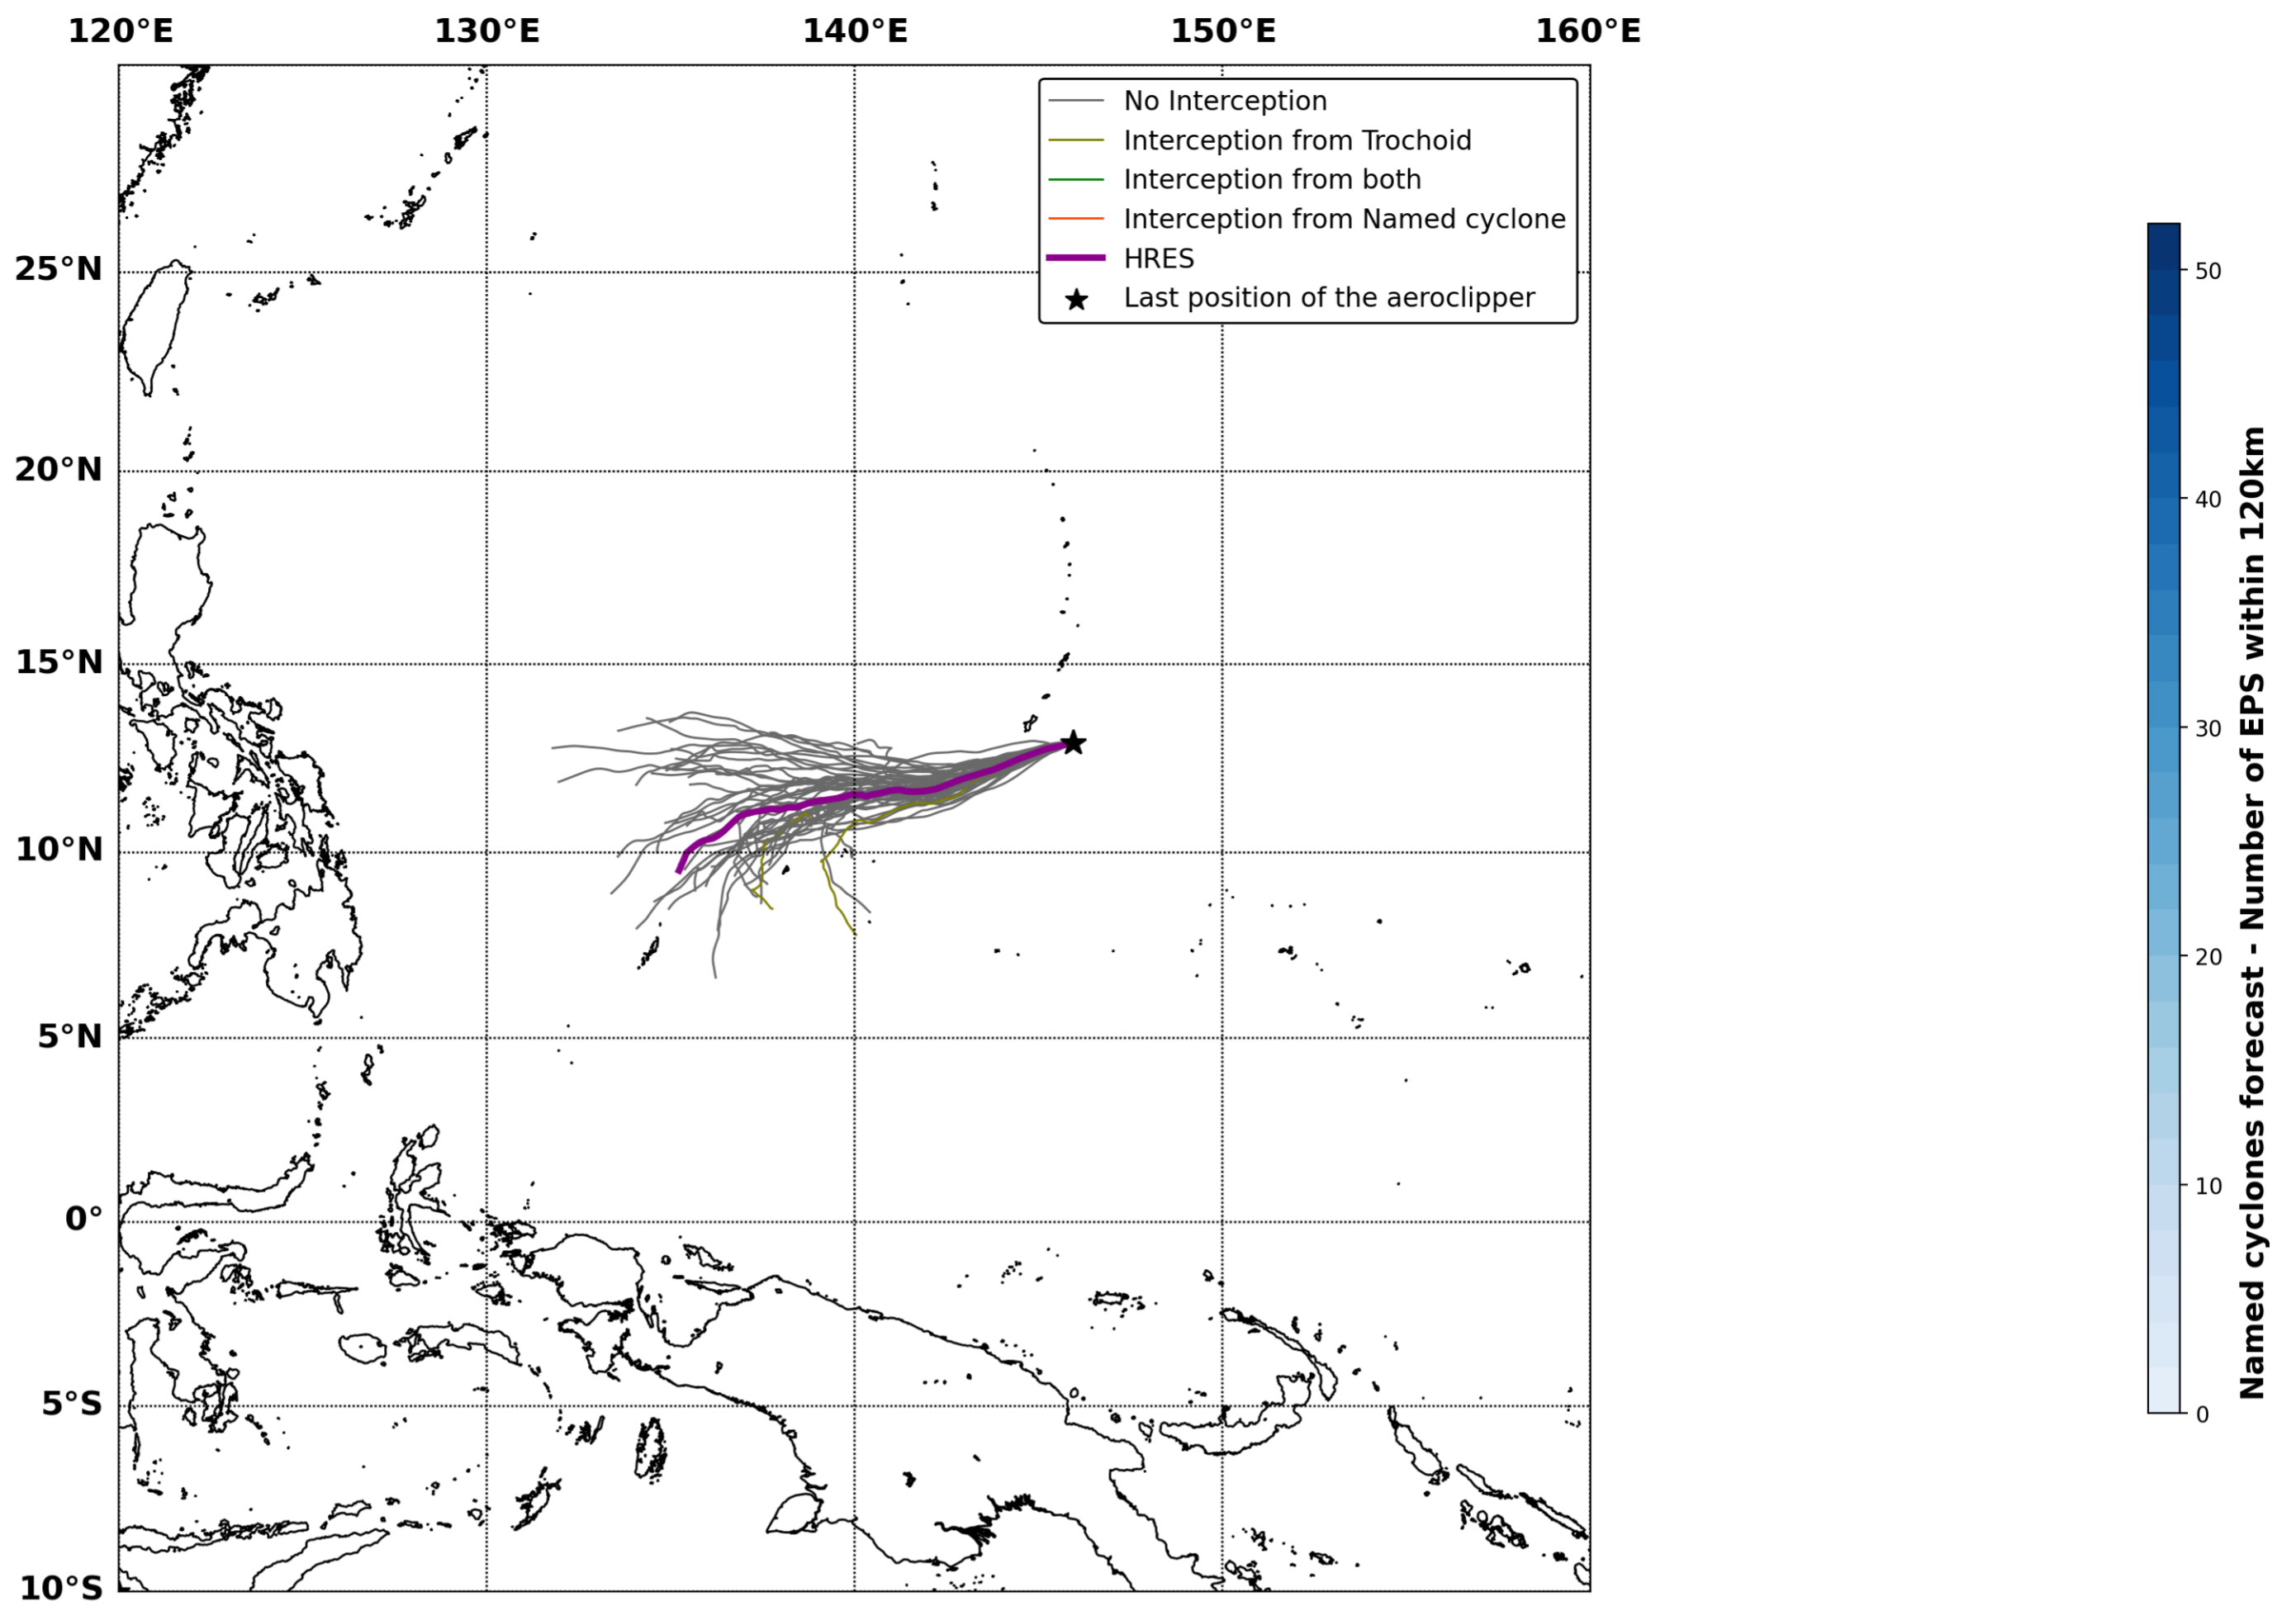 120°E 130°E 140°E 150°E 160°E
No Interception
Interception from Trochoid
Interception from both
Interception from Named cyclone
HRES
Last position of the aeroclipper
25°N
20°N
15°N
10°N
5°N
0°
5°S
10°S
50
40
30
20
10
0
Named cyclones forecast - Number of EPS within 120km